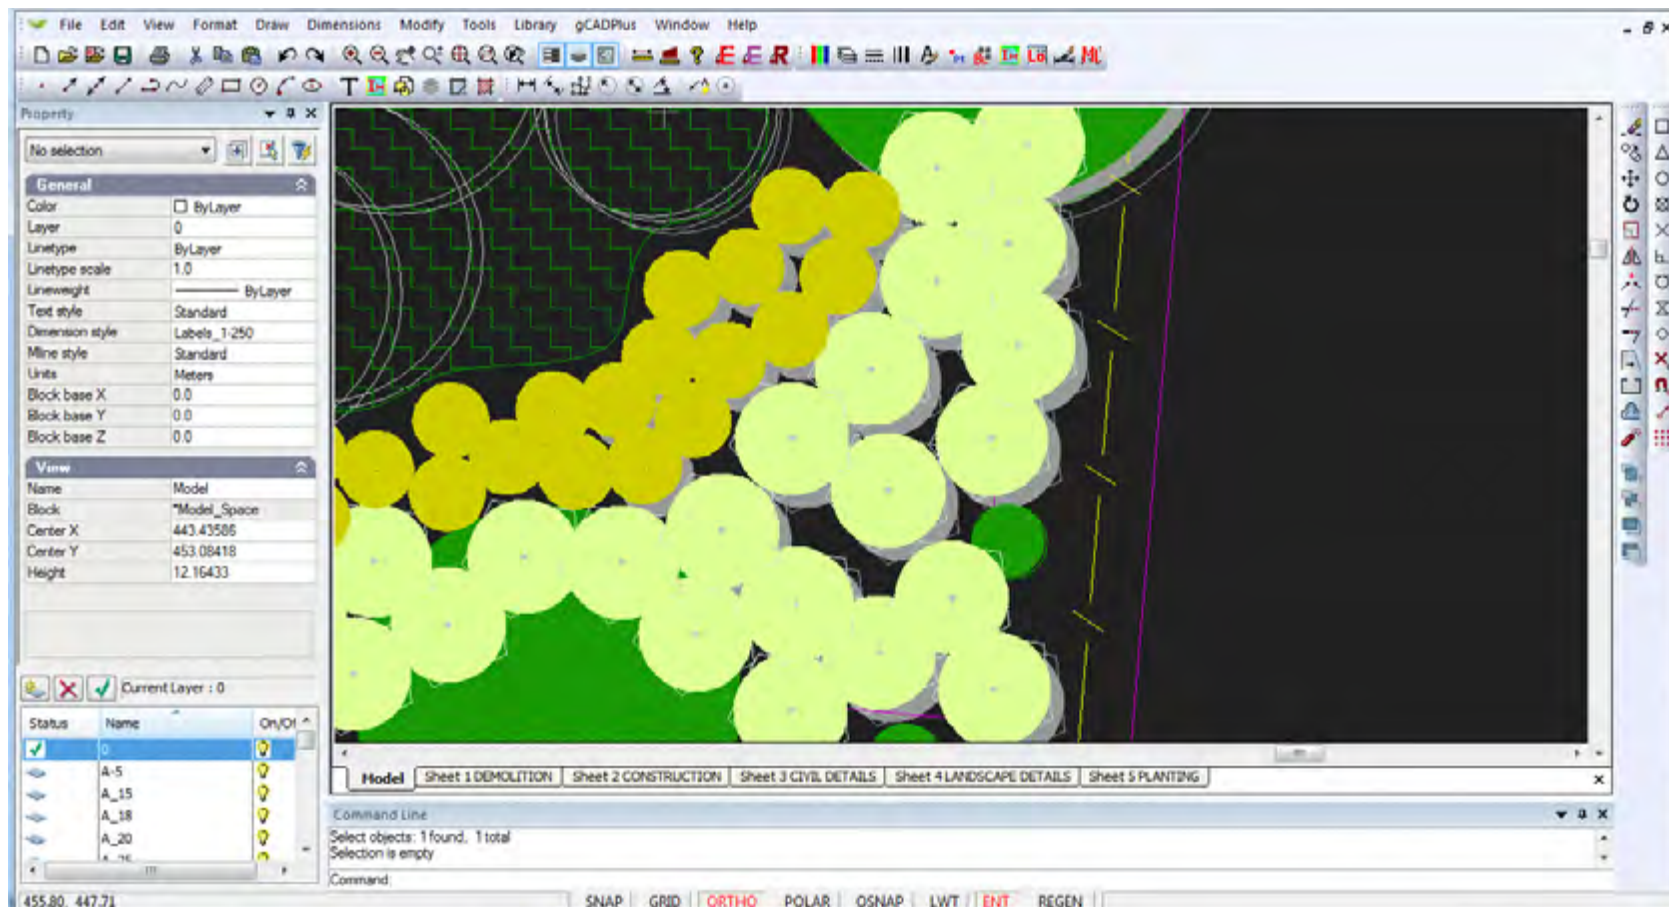 File Edit View Format Draw Dimensions Modify Tools Library gCADPlus Window Help
Property
No selection
General
Color ByLayer
Layer 0
Linetype ByLayer
Linetype scale 1.0
Lineweight ByLayer
Text style Standard
Dimension style Labels_1-250
Mline style Standard
Units Meters
Block base X 0.0
Block base Y 0.0
Block base Z 0.0
View
Name Model
Block *Model_Space
Center X 443.43586
Center Y 453.08418
Height 12.16433
Current Layer : 0
Status Name On/Of
0
A-5
A_15
A_18
A_20
Model Sheet 1 DEMOLITION Sheet 2 CONSTRUCTION Sheet 3 CIVIL DETAILS Sheet 4 LANDSCAPE DETAILS Sheet 5 PLANTING
Command Line
Select objects: 1 found, 1 total
Selection is empty
Command:
455.80, 447.71 SNAP GRID ORTHO POLAR OSNAP LWT ENT REGEN